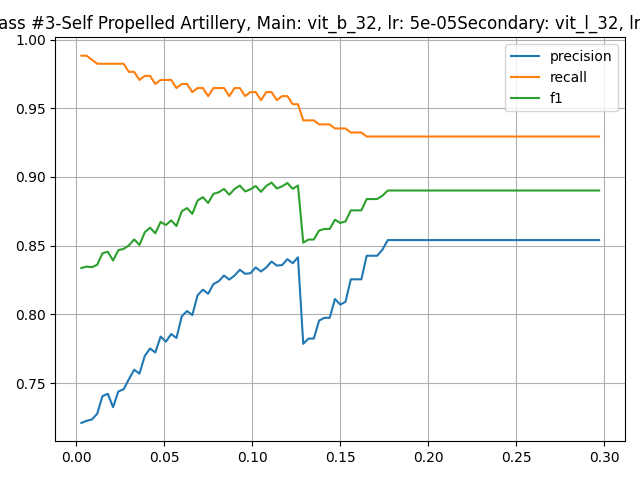 ass #3-Self Propelled Artillery, Main: vit_b_32, lr: 5e-05Secondary: vit_l_32, lr
1.00
0.95
0.90
0.85
0.80
0.75
0.00 0.05 0.10 0.15 0.20 0.25 0.30
precision
recall
f1